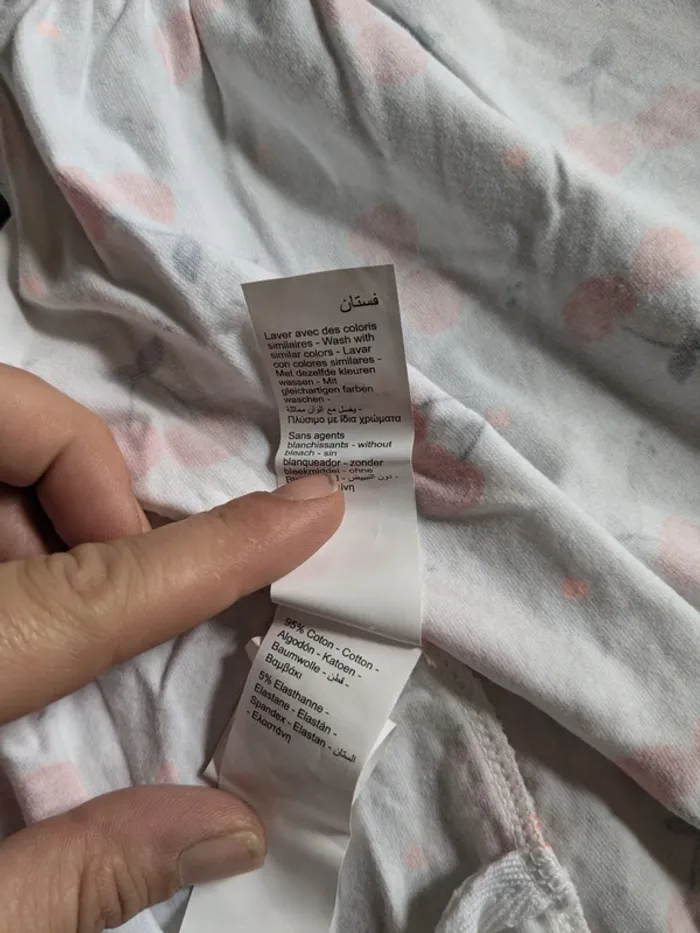 فستان
Laver avec des coloris
similaires - Wash with
similar colors - Lavar
con colores similares -
Met dezelfde kleuren
wassen - Mit
gleichartigen farben
waschen -
يغسل مع ألوان مماثلة -
Πλύσιμο με ίδια χρώματα
Sans agents
blanchissants - without
bleach - sin
blanqueador - zonder
bleekmiddel - ohne
دون التبييض -
95% Coton - Cotton -
Algodón - Katoen -
Baumwolle - قطن -
Βαμβάκι
5% Elasthanne -
Elastane - Elastán -
Spandex - Elastan -
- Ελαστάνη